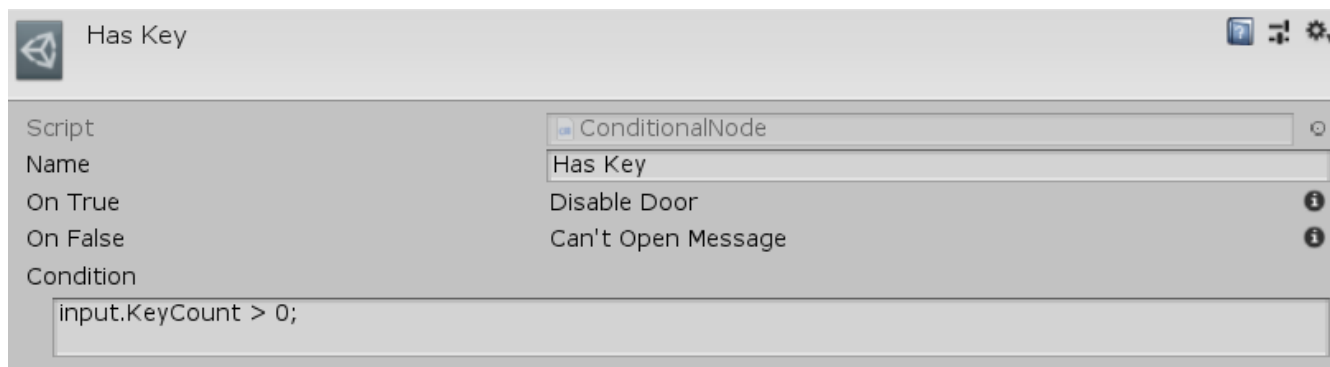 Has Key
Script ConditionalNode
Name Has Key
On True Disable Door
On False Can't Open Message
Condition
input.KeyCount > 0;